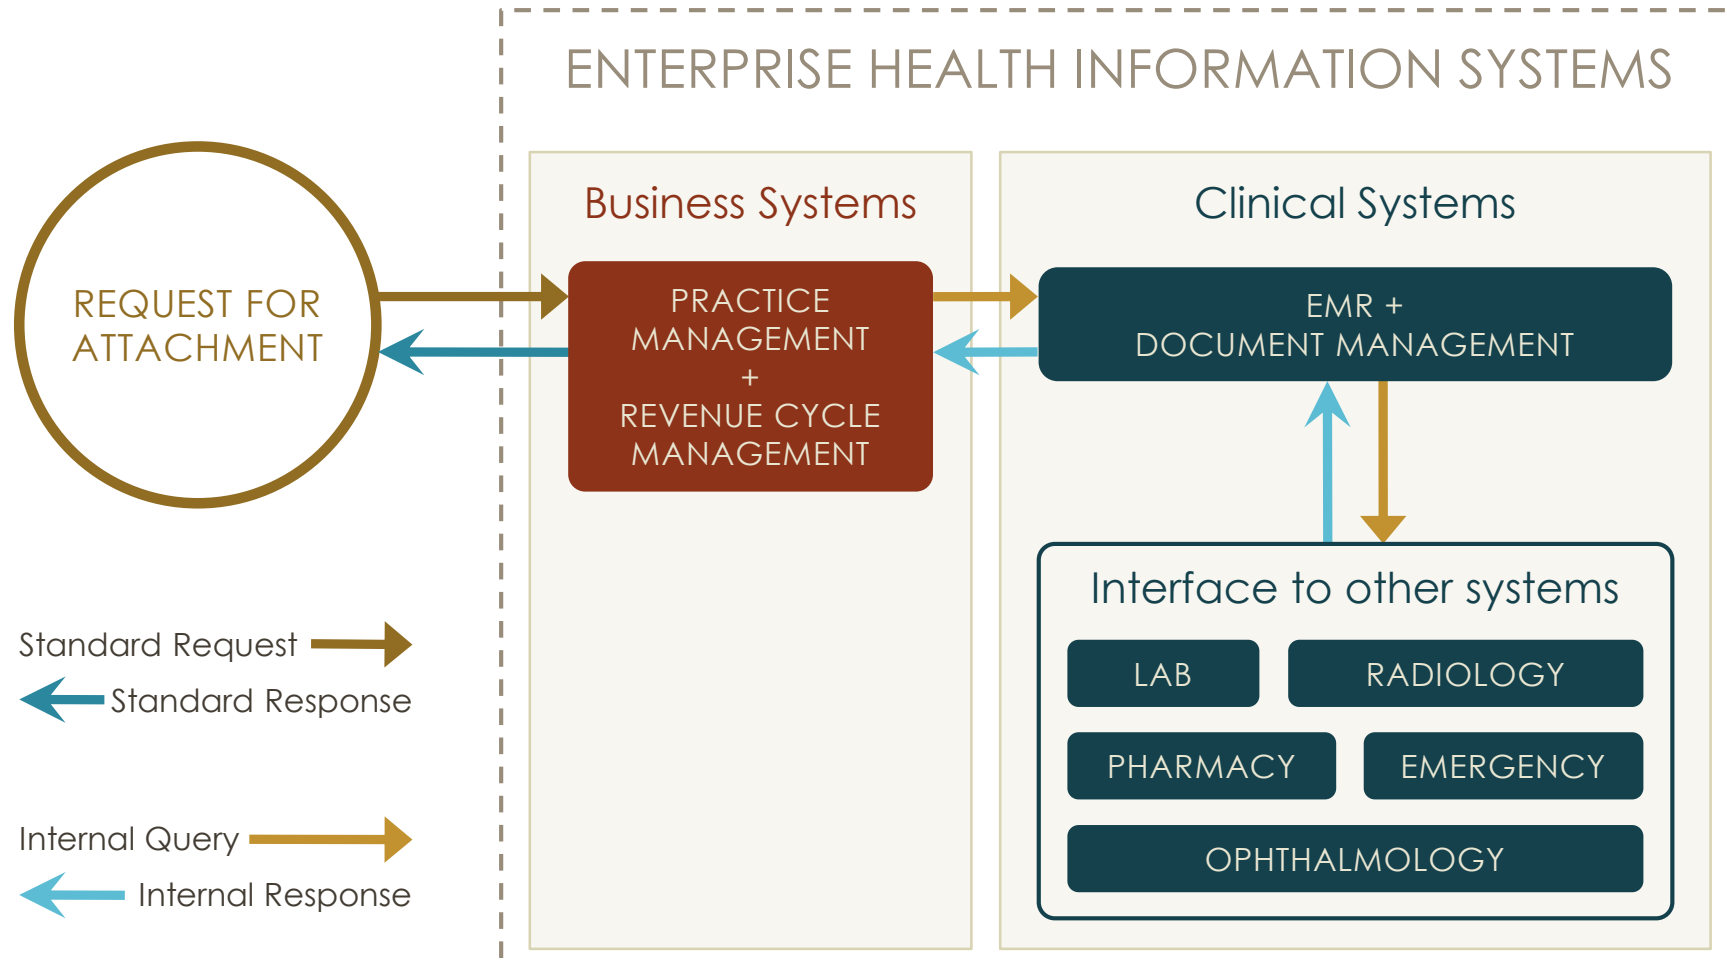 ENTERPRISE HEALTH INFORMATION SYSTEMS
REQUEST FOR
ATTACHMENT
Business Systems
PRACTICE
MANAGEMENT
+
REVENUE CYCLE
MANAGEMENT
Clinical Systems
EMR +
DOCUMENT MANAGEMENT
Interface to other systems
LAB
RADIOLOGY
PHARMACY
EMERGENCY
OPHTHALMOLOGY
Standard Request
Standard Response
Internal Query
Internal Response